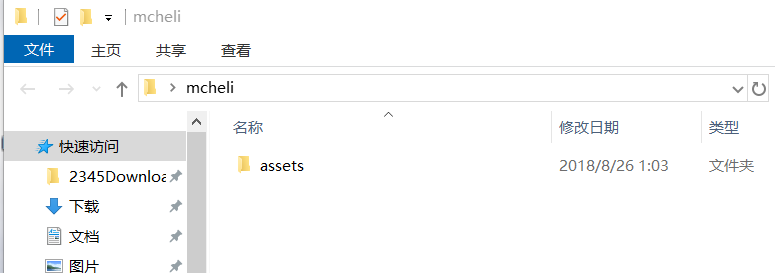 mcheli
文件 主页 共享 查看
mcheli
名称 修改日期 类型
快速访问
assets 2018/8/26 1:03 文件夹
2345Downloa
下载
文档
图片